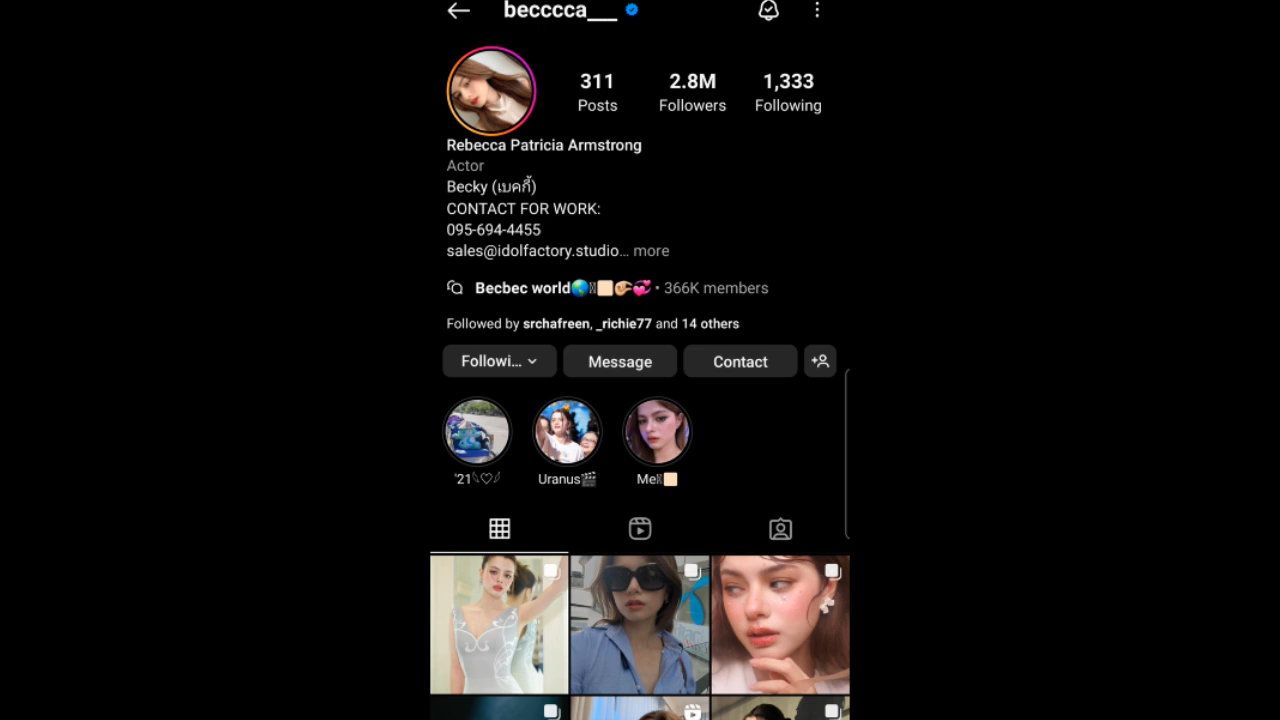 becccca___
311
2.8M
1,333
Posts
Followers
Following
Rebecca Patricia Armstrong
Actor
Becky (เบคกี้)
CONTACT FOR WORK:
095-694-4455
sales@idolfactory.studio... more
Becbec world🌎🏻💞 • 366K members
Followed by srchafreen, _richie77 and 14 others
Followi...
Message
Contact
'21♡
Uranus🎬
Me🏻